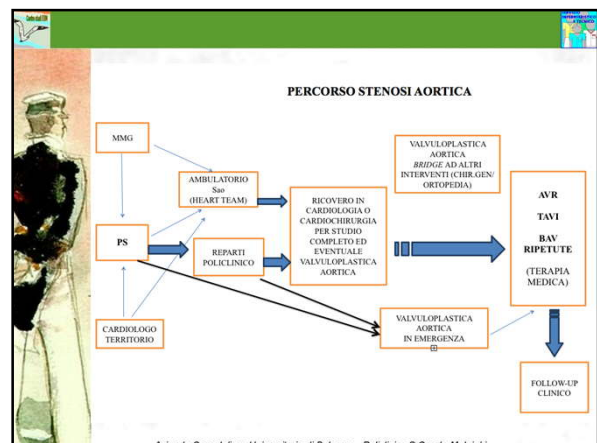 PERCORSO STENOSI AORTICA
MMG
AMBULATORIO
Sao
(HEART TEAM)
VALVULOPLASTICA
AORTICA
BRIDGE AD ALTRI
INTERVENTI (CHIR.GEN/
ORTOPEDIA)
PS
REPARTI
POLICLINICO
RICOVERO IN
CARDIOLOGIA O
CARDIOCHIRURGIA
PER STUDIO
COMPLETO ED
EVENTUALE
VALVULOPLASTICA
AORTICA
AVR
TAVI
BAV
RIPETUTE
(TERAPIA
MEDICA)
CARDIOLOGO
TERRITORIO
VALVULOPLASTICA
AORTICA
IN EMERGENZA
FOLLOW-UP
CLINICO